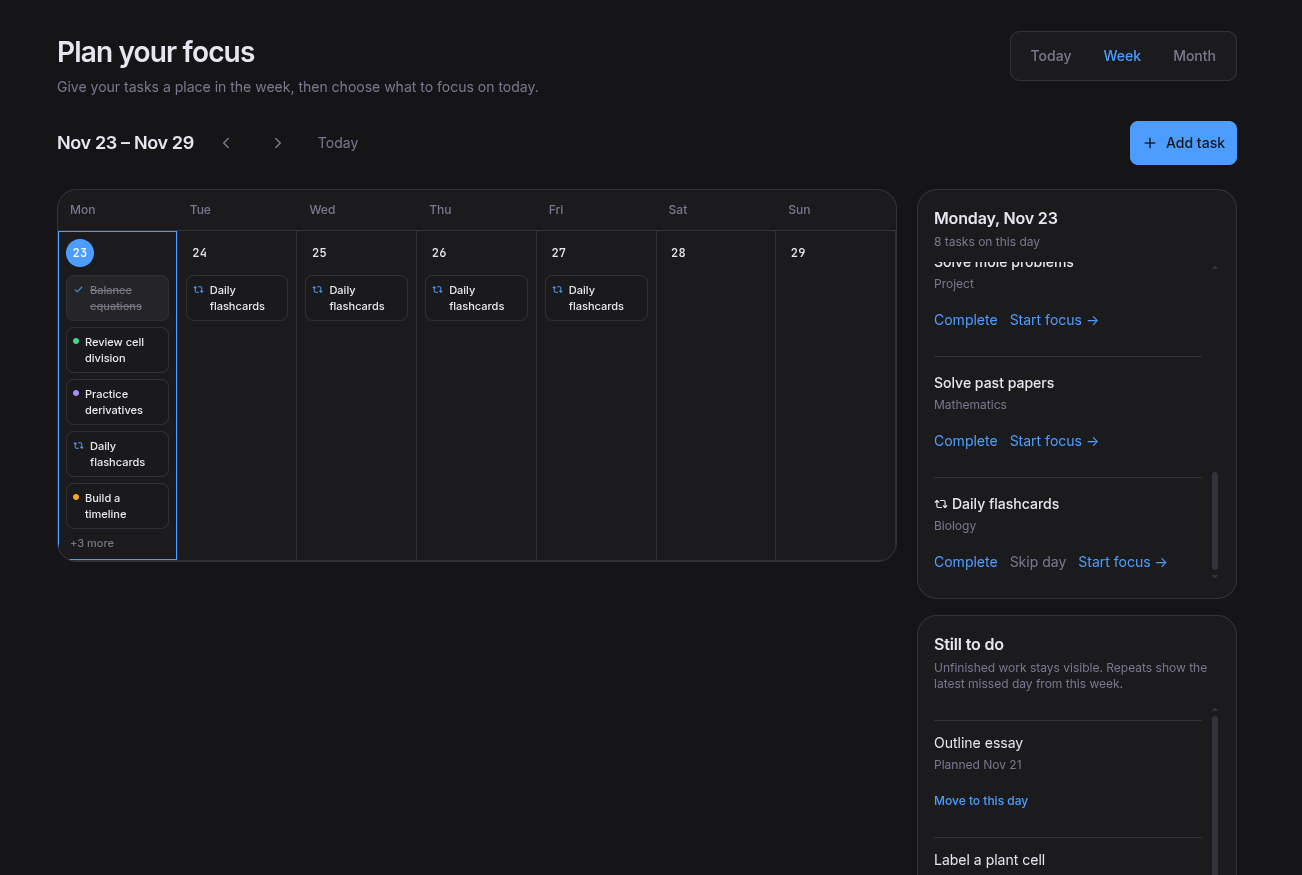 Plan your focus
Give your tasks a place in the week, then choose what to focus on today.
Today Week Month
Nov 23 – Nov 29
Today
+ Add task
Mon Tue Wed Thu Fri Sat Sun
23 24 25 26 27 28 29
Balance
equations
Review cell
division
Practice
derivatives
Daily
flashcards
Build a
timeline
+3 more
Daily
flashcards
Daily
flashcards
Daily
flashcards
Daily
flashcards
Monday, Nov 23
8 tasks on this day
Solve mole problems
Project
Complete Start focus →
Solve past papers
Mathematics
Complete Start focus →
Daily flashcards
Biology
Complete Skip day Start focus →
Still to do
Unfinished work stays visible. Repeats show the
latest missed day from this week.
Outline essay
Planned Nov 21
Move to this day
Label a plant cell